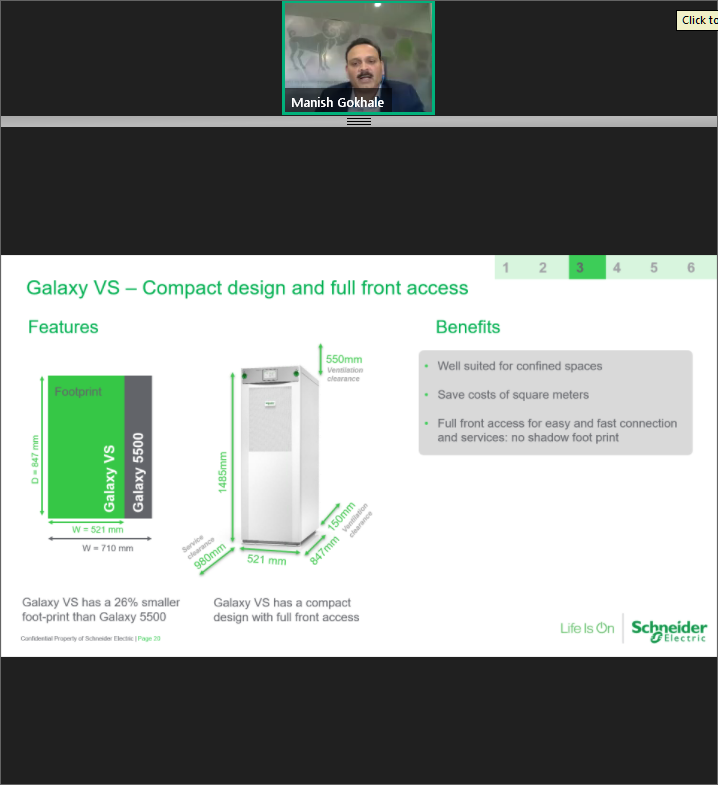 Click to
Manish Gokhale
1 2 3 4 5 6
Galaxy VS – Compact design and full front access
Features
Footprint
Galaxy VS
Galaxy 5500
D = 847 mm
W = 521 mm
W = 710 mm
Galaxy VS has a 26% smaller
foot-print than Galaxy 5500
550mm
Ventilation
clearance
1485mm
150mm
Ventilation
clearance
Service
clearance
980mm
521 mm
847mm
Galaxy VS has a compact
design with full front access
Benefits
• Well suited for confined spaces
• Save costs of square meters
• Full front access for easy and fast connection
and services: no shadow foot print
Confidential Property of Schneider Electric | Page 20
Life Is On
Schneider
Electric